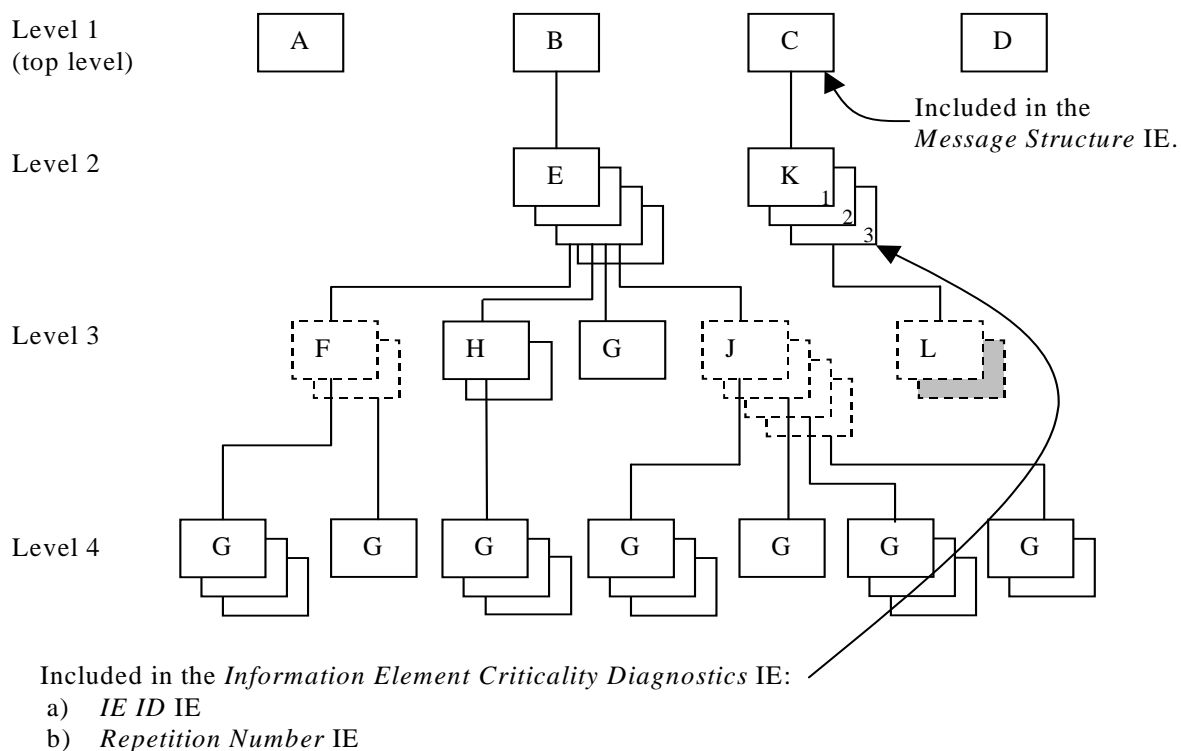 Level 1 A B C D
(top level)
Included in the
Message Structure IE.
Level 2 E K
1
2
3
Level 3 F H G J L
Level 4 G G G G G G G
Included in the Information Element Criticality Diagnostics IE:
a) IE ID IE
b) Repetition Number IE